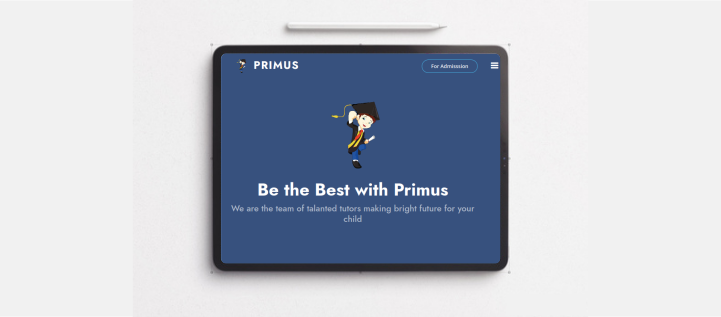 PRIMUS
For Admisssion
Be the Best with Primus
We are the team of talanted tutors making bright future for your
child